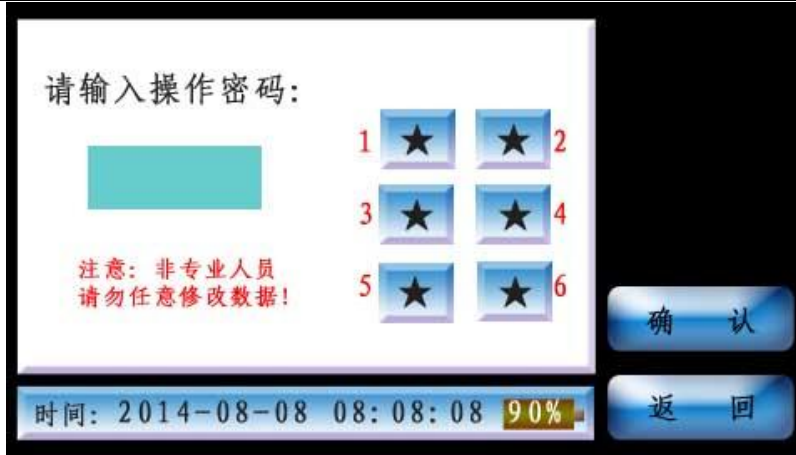 请输入操作密码:
1 ★ ★ 2
3 ★ ★ 4
5 ★ ★ 6
注意: 非专业人员
请勿任意修改数据!
确 认
时间: 2014-08-08 08:08:08 90%
返 回